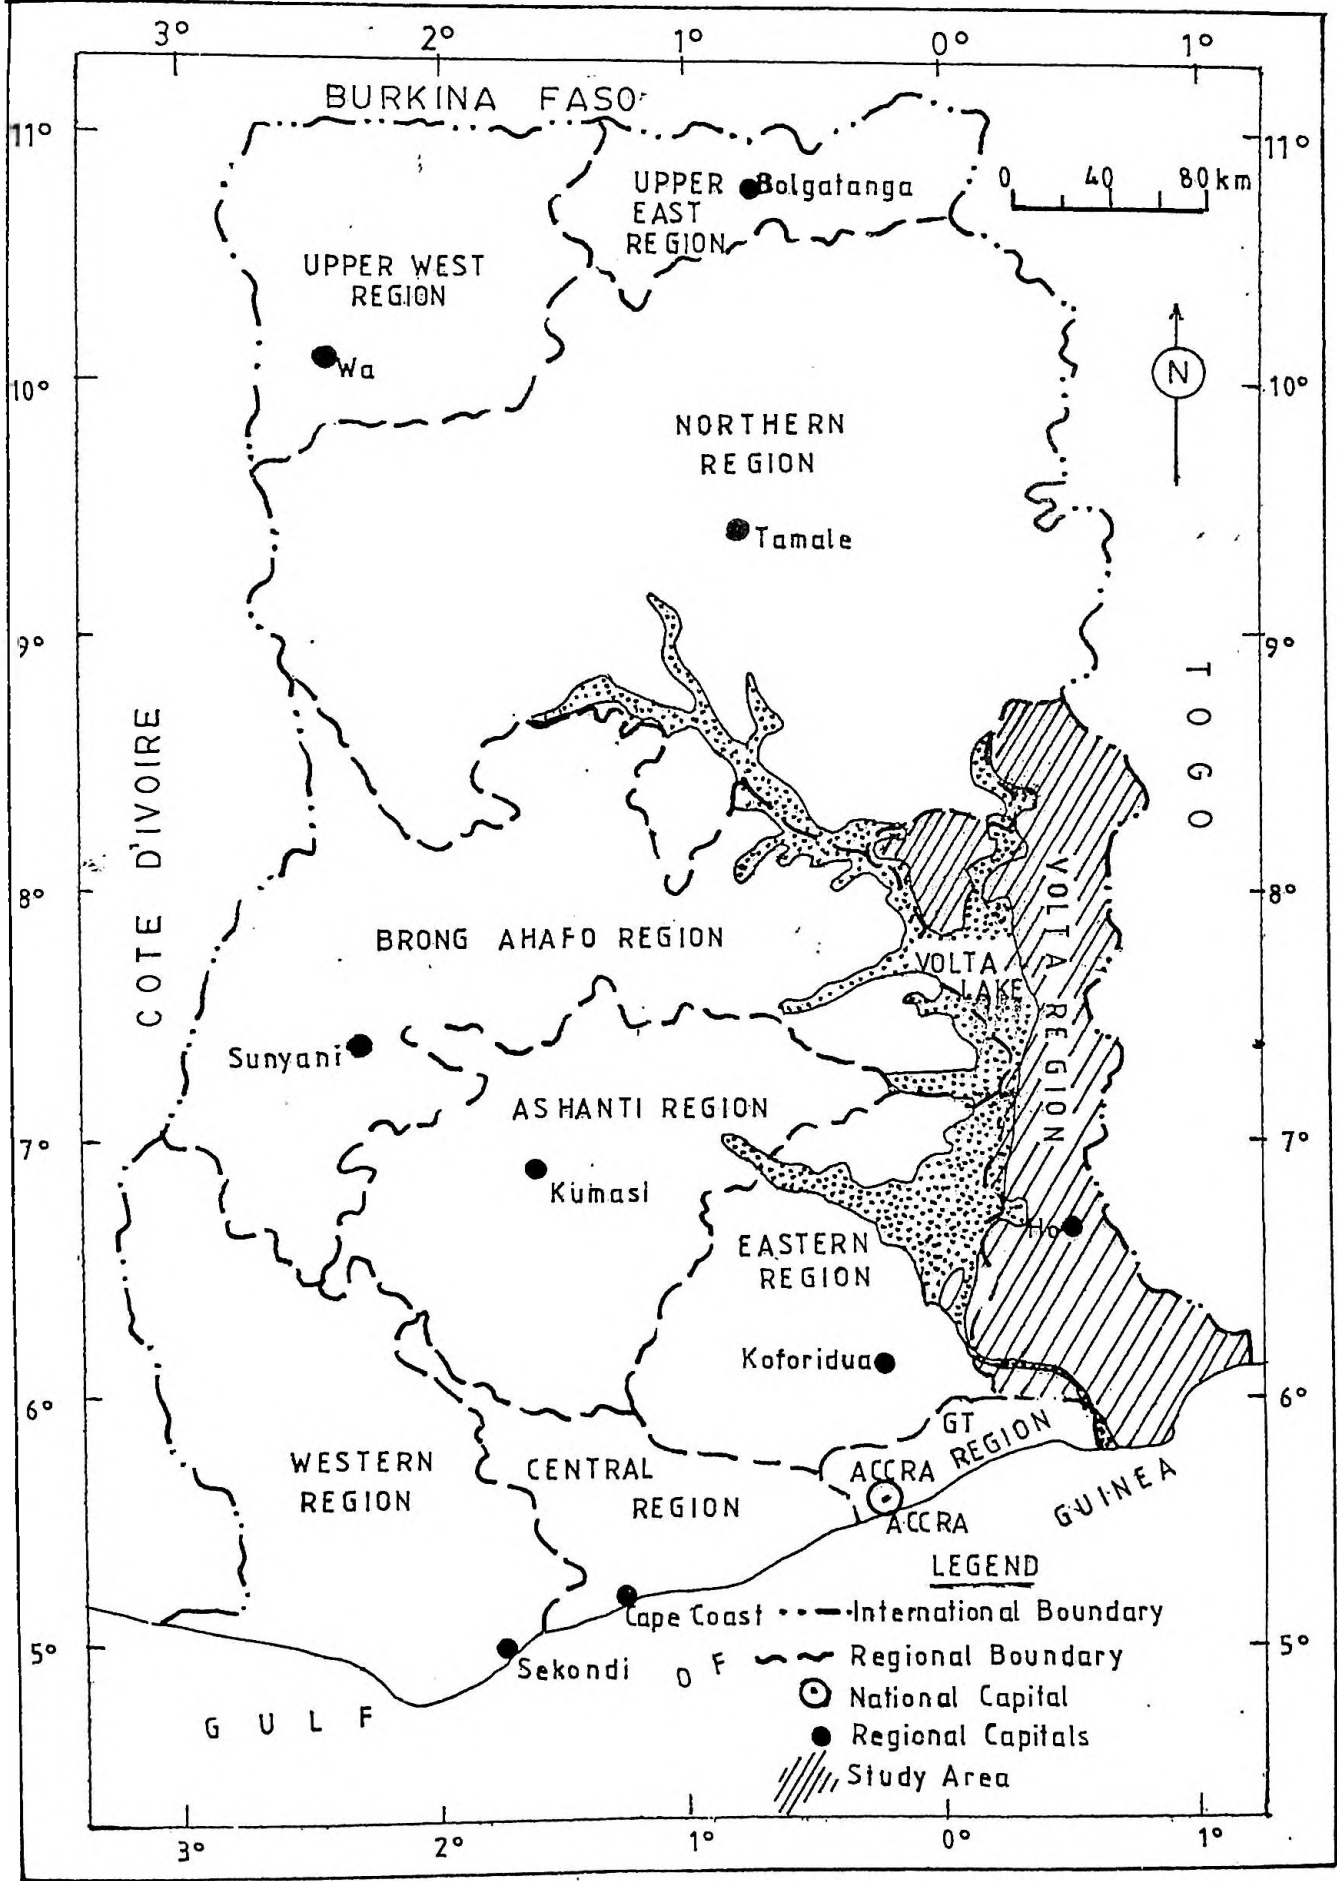 3° 2° 1° 0° 1°
BURKINA FASO
11° 11°
0 40 80km
UPPER
EAST
REGION
Bolgatanga
UPPER WEST
REGION
Wa
N
10° 10°
NORTHERN
REGION
Tamale
9° 9°
TOGO
COTE D'IVOIRE
8° 8°
VOLTA REGION
BRONG AHAFO REGION
VOLTA
LAKE
Sunyani
ASHANTI REGION
7° 7°
Kumasi
Ho
EASTERN
REGION
Koforidua
6° 6°
GT
REGION
ACCRA
WESTERN
REGION
CENTRAL
REGION
ACCRA
GUINEA
LEGEND
Cape Coast
International Boundary
5° 5°
Sekondi
OF
Regional Boundary
National Capital
GULF
Regional Capitals
Study Area
3° 2° 1° 0° 1°